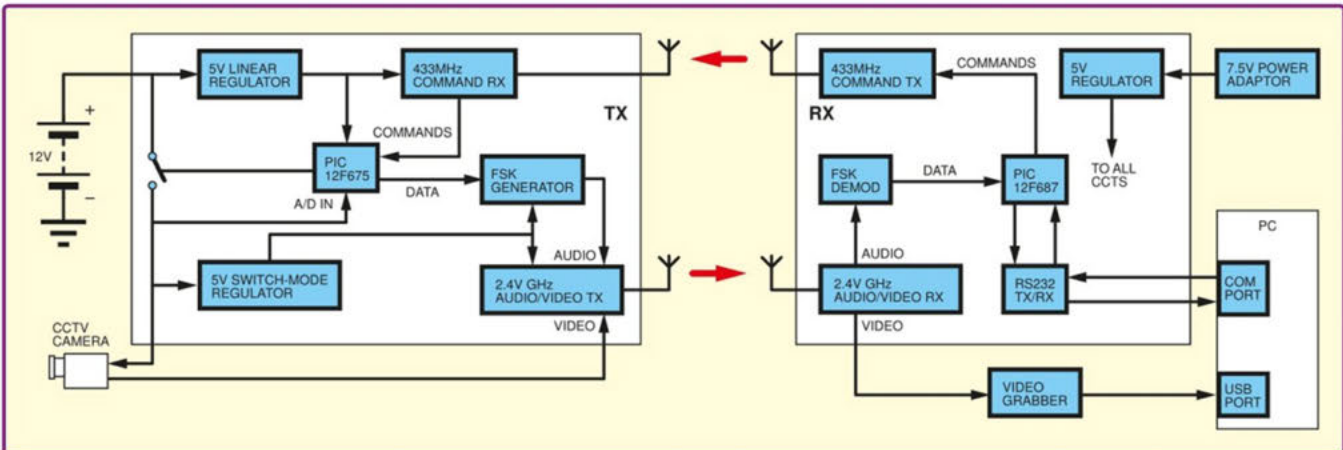 5V LINEAR
REGULATOR
433MHz
COMMAND RX
TX
COMMANDS
+
12V
–
PIC
12F675
DATA
A/D IN
FSK
GENERATOR
AUDIO
5V SWITCH-MODE
REGULATOR
2.4V GHz
AUDIO/VIDEO TX
VIDEO
CCTV
CAMERA
433MHz
COMMAND TX
COMMANDS
5V
REGULATOR
7.5V POWER
ADAPTOR
RX
TO ALL
CCTS
FSK
DEMOD
DATA
PIC
12F687
PC
AUDIO
2.4V GHz
AUDIO/VIDEO RX
VIDEO
RS232
TX/RX
COM
PORT
VIDEO
GRABBER
USB
PORT